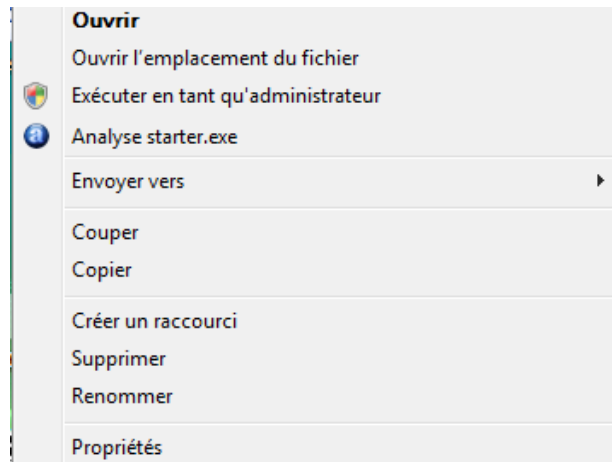 Ouvrir
Ouvrir l'emplacement du fichier
Exécuter en tant qu'administrateur
a
Analyse starter.exe
Envoyer vers
Couper
Copier
Créer un raccourci
Supprimer
Renommer
Propriétés